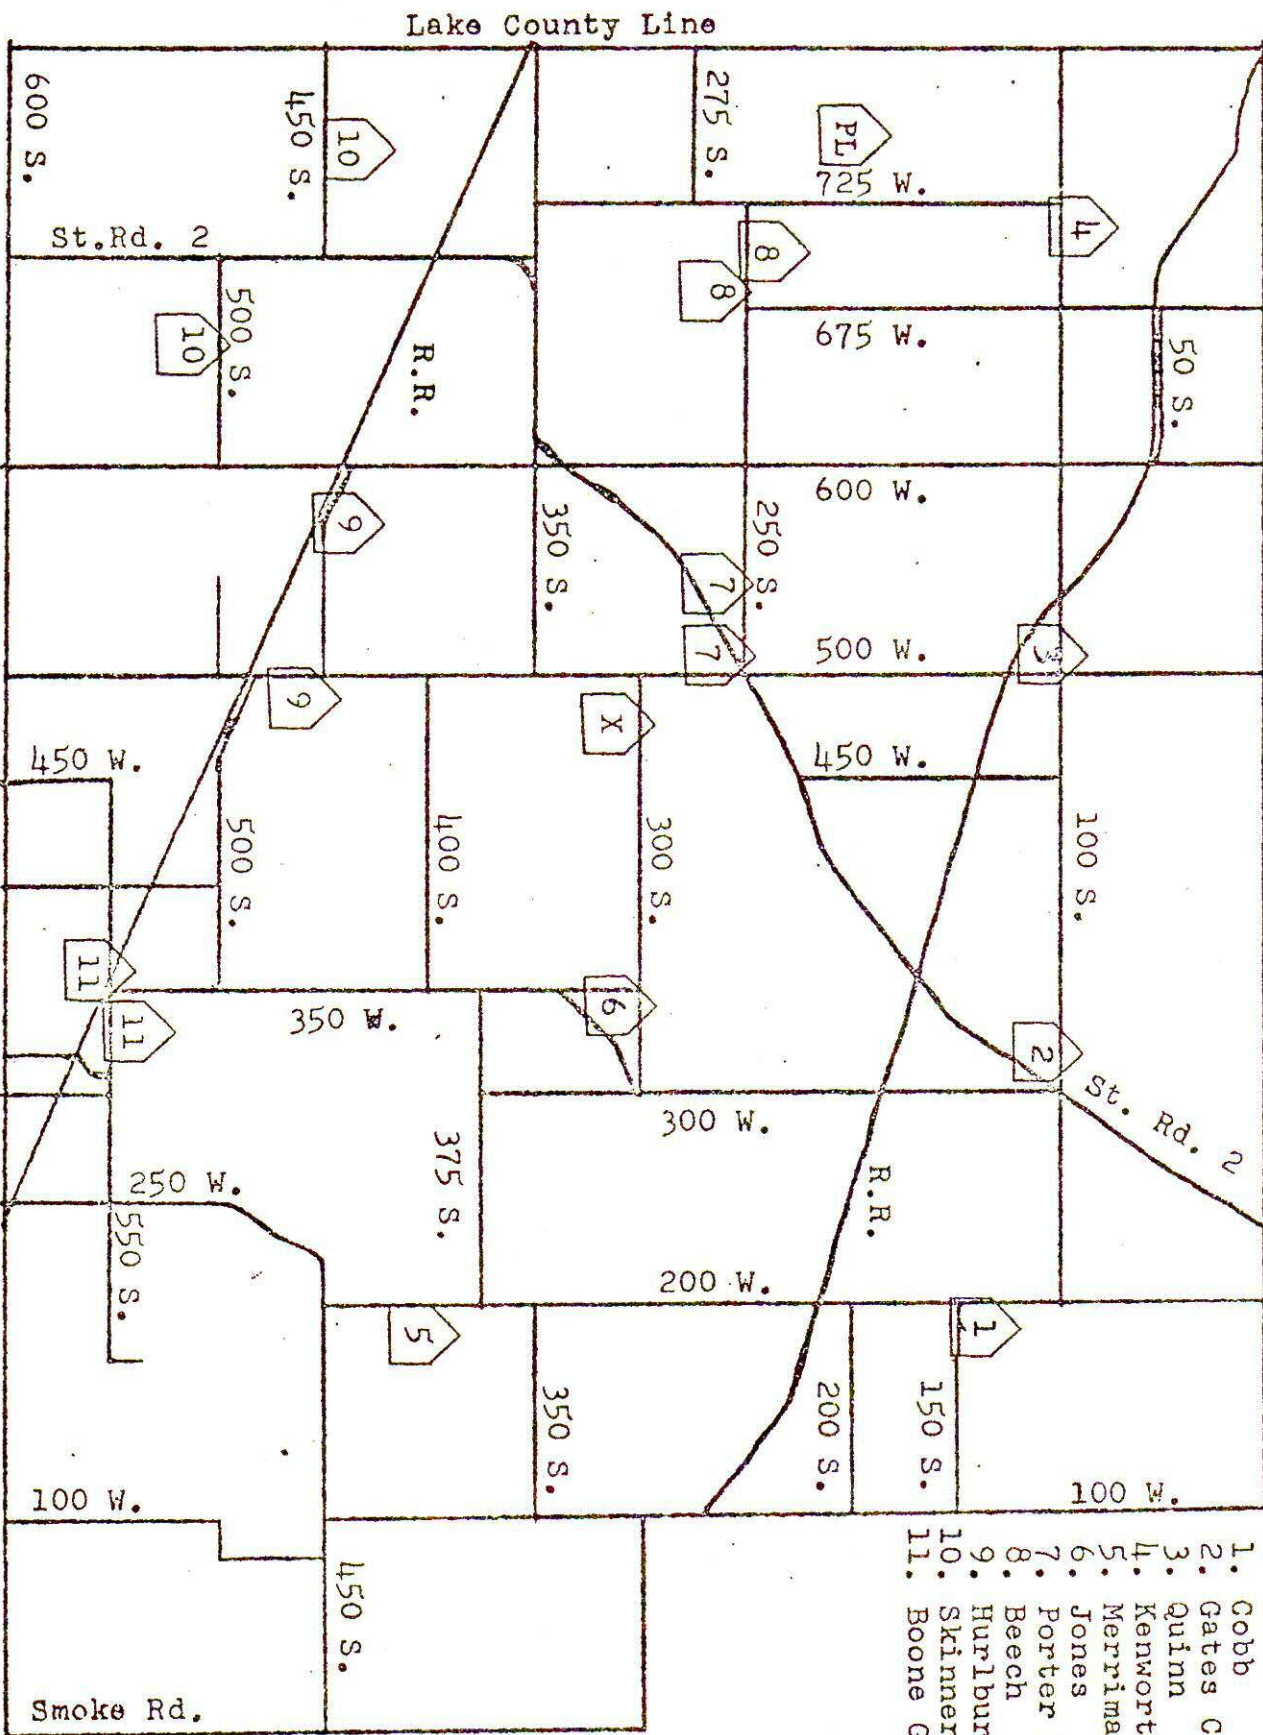 Lake County Line
600 S.
450 S.
10
275 S.
PL
725 W.
4
St.Rd. 2
8
8
500 S.
10
R.R.
675 W.
50 S.
600 W.
9
350 S.
7
250 S.
7
500 W.
3
9
X
450 W.
450 W.
500 S.
400 S.
300 S.
100 S.
11
11
350 W.
6
2
St. Rd. 2
300 W.
375 S.
R.R.
250 W.
550 S.
200 W.
5
1
350 S.
200 S.
150 S.
100 W.
100 W.
450 S.
Smoke Rd.
1. Cobb
2. Gates C
3. Quinn
4. Kenwort
5. Merrima
6. Jones
7. Porter
8. Beech
9. Hurlbur
10. Skinner
11. Boone G